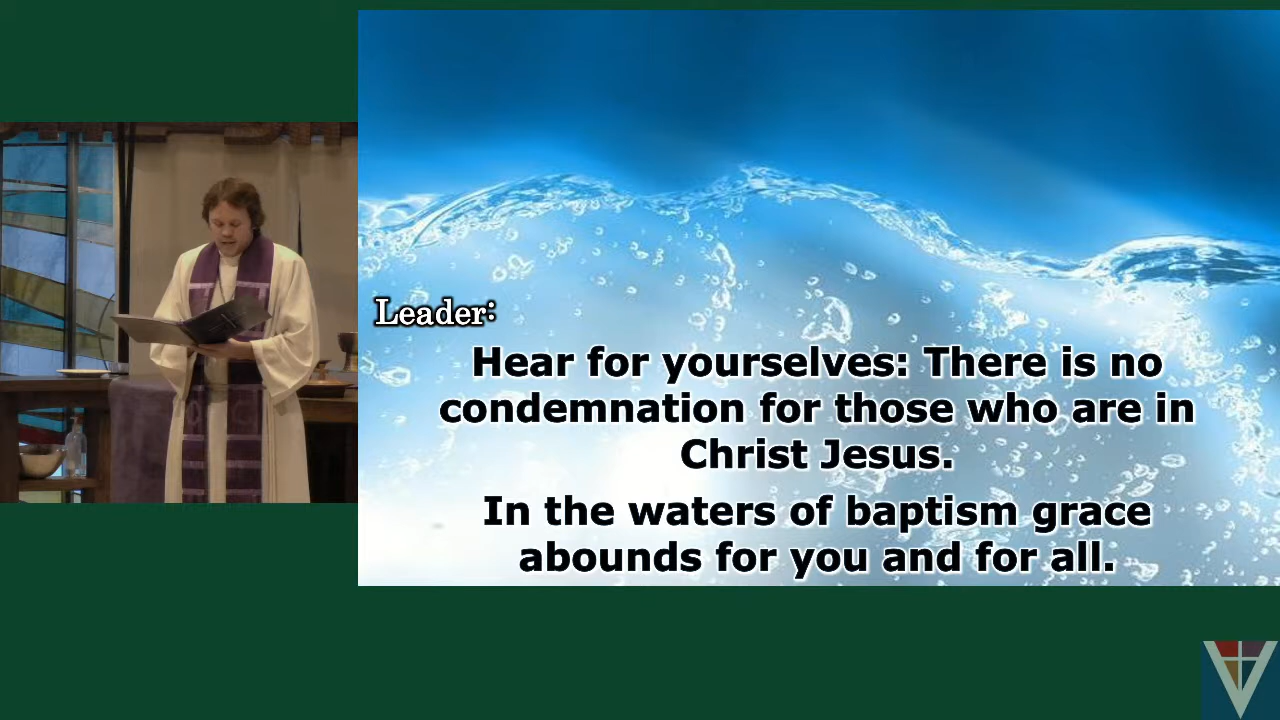 Leader:
Hear for yourselves: There is no
condemnation for those who are in
Christ Jesus.
In the waters of baptism grace
abounds for you and for all.